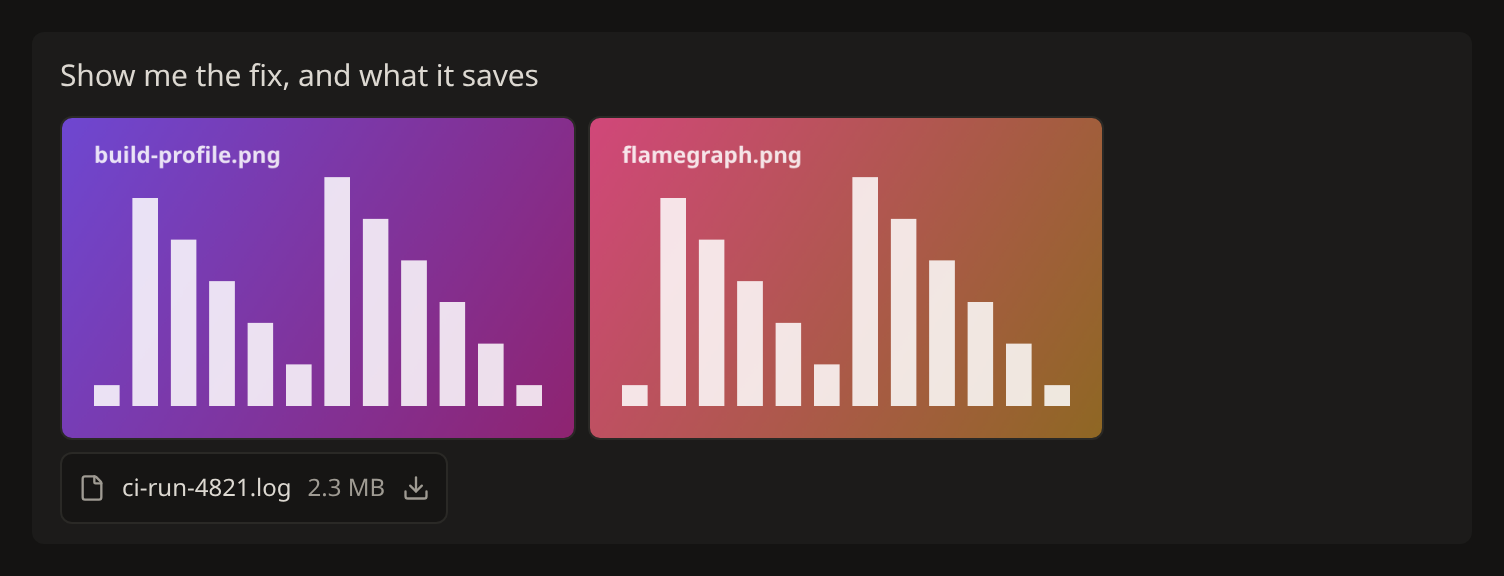 Show me the fix, and what it saves
build-profile.png
flamegraph.png
ci-run-4821.log 2.3 MB